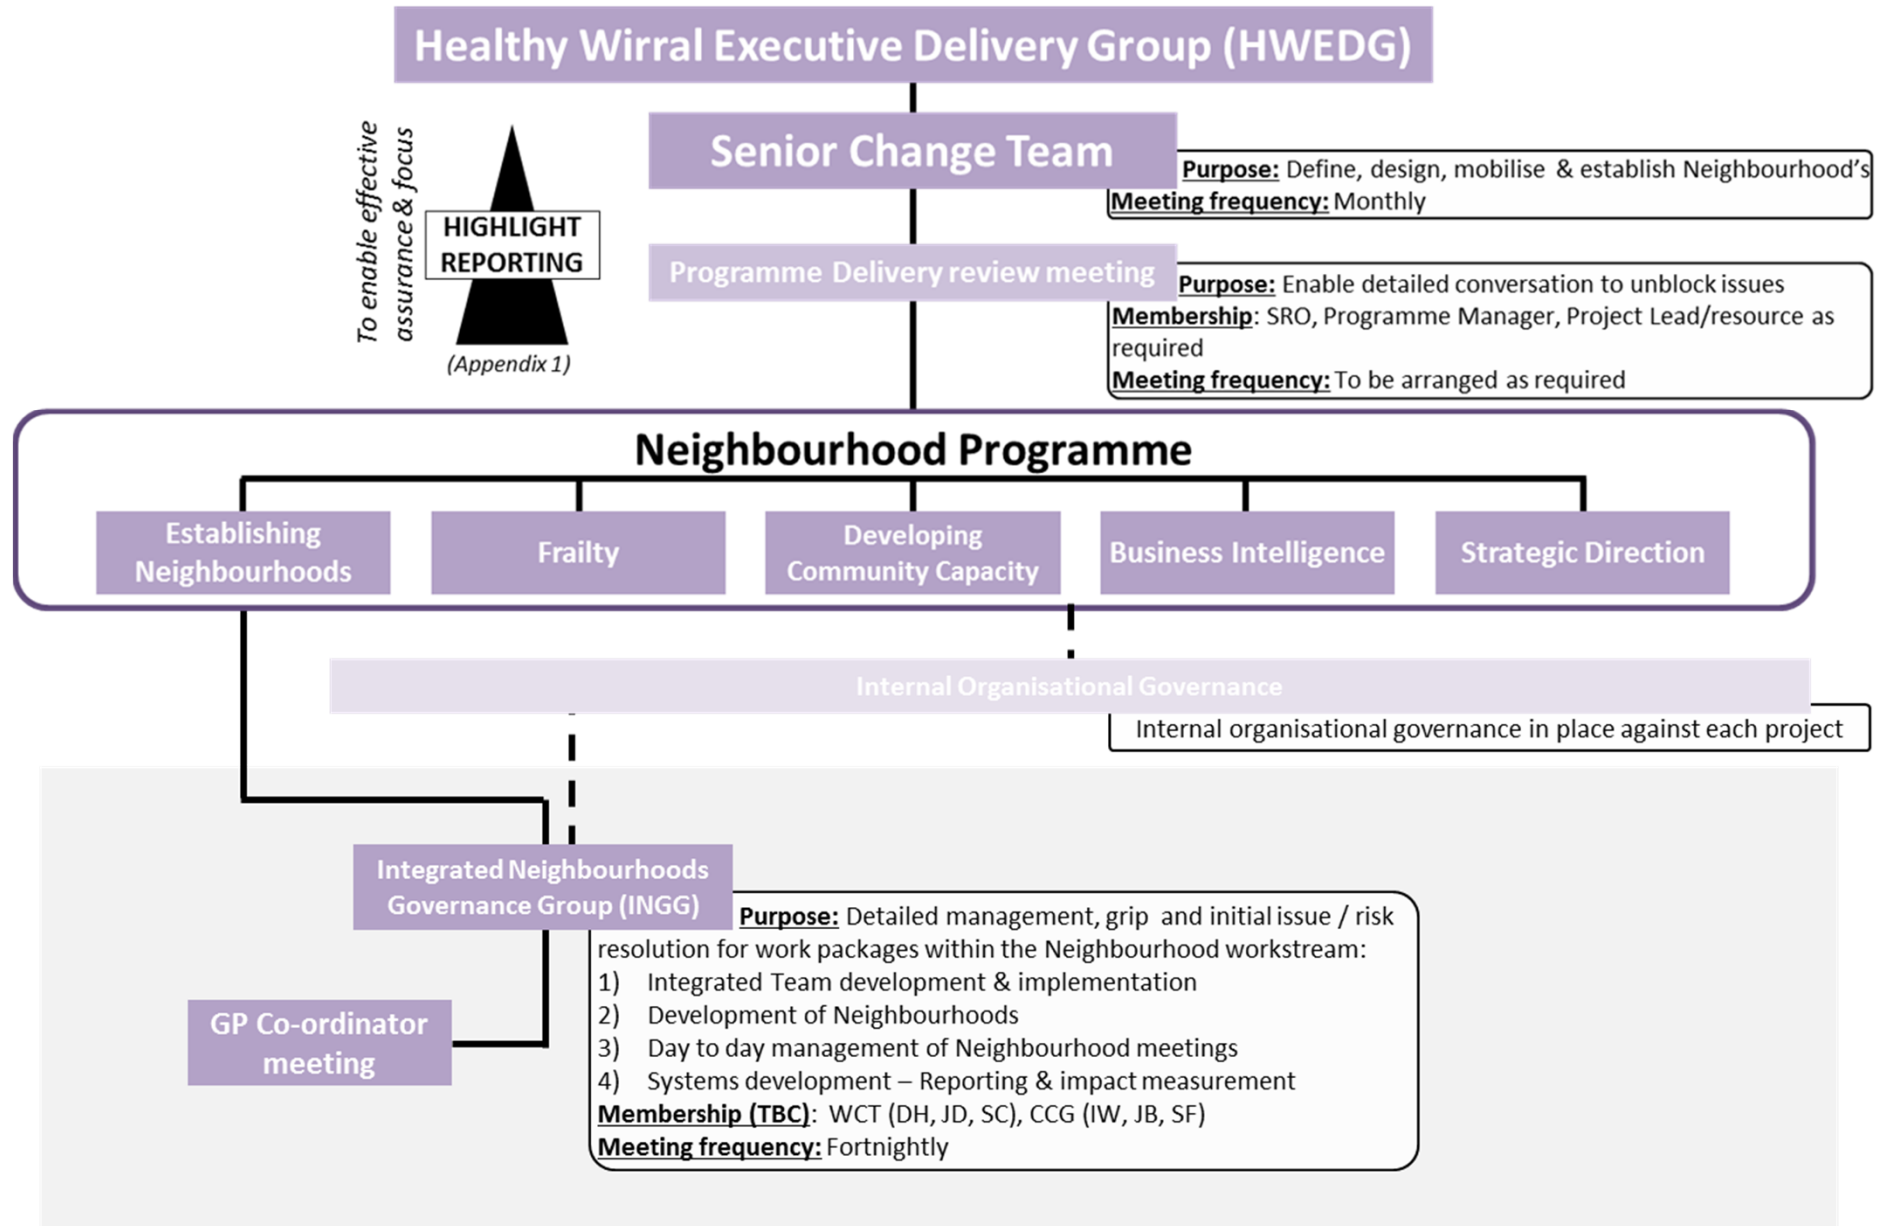 Healthy Wirral Executive Delivery Group (HWEDG)
Senior Change Team
Purpose: Define, design, mobilise & establish Neighbourhood's
Meeting frequency: Monthly
To enable effective
assurance & focus
HIGHLIGHT
REPORTING
(Appendix 1)
Programme Delivery review meeting
Purpose: Enable detailed conversation to unblock issues
Membership: SRO, Programme Manager, Project Lead/resource as
required
Meeting frequency: To be arranged as required
Neighbourhood Programme
Establishing
Neighbourhoods
Frailty
Developing
Community Capacity
Business Intelligence
Strategic Direction
Internal Organisational Governance
Internal organisational governance in place against each project
Integrated Neighbourhoods
Governance Group (INGG)
Purpose: Detailed management, grip and initial issue / risk
resolution for work packages within the Neighbourhood workstream:
1) Integrated Team development & implementation
2) Development of Neighbourhoods
3) Day to day management of Neighbourhood meetings
4) Systems development – Reporting & impact measurement
Membership (TBC): WCT (DH, JD, SC), CCG (IW, JB, SF)
Meeting frequency: Fortnightly
GP Co-ordinator
meeting